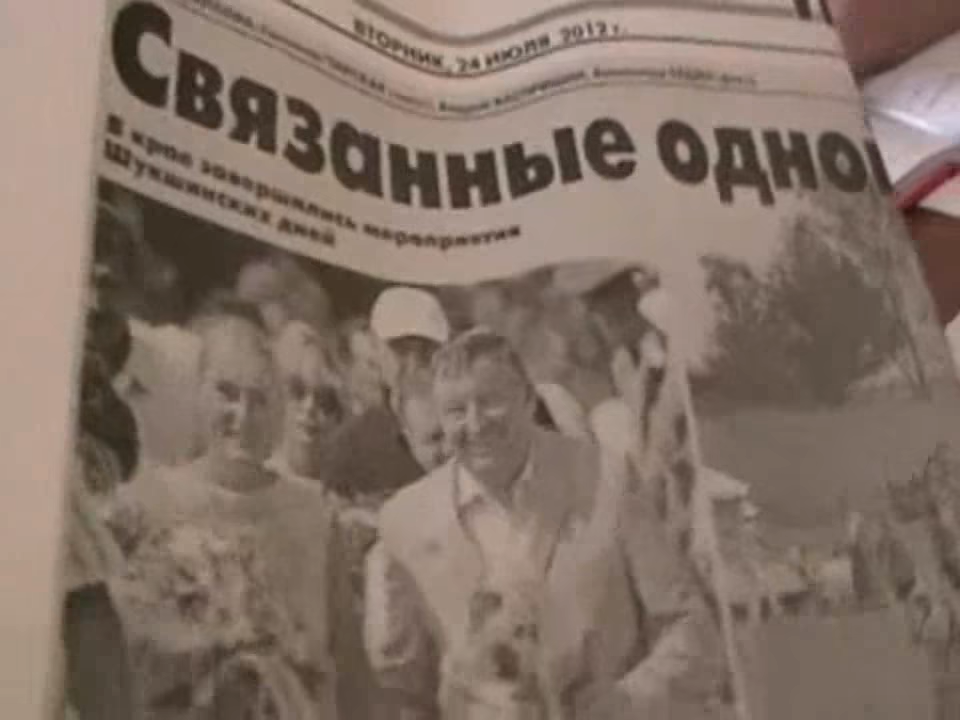 ВТОРНИК, 24 ИЮЛЯ 2012 г.
Связанные одно
В крае завершились мероприятия
Шукшинских дней